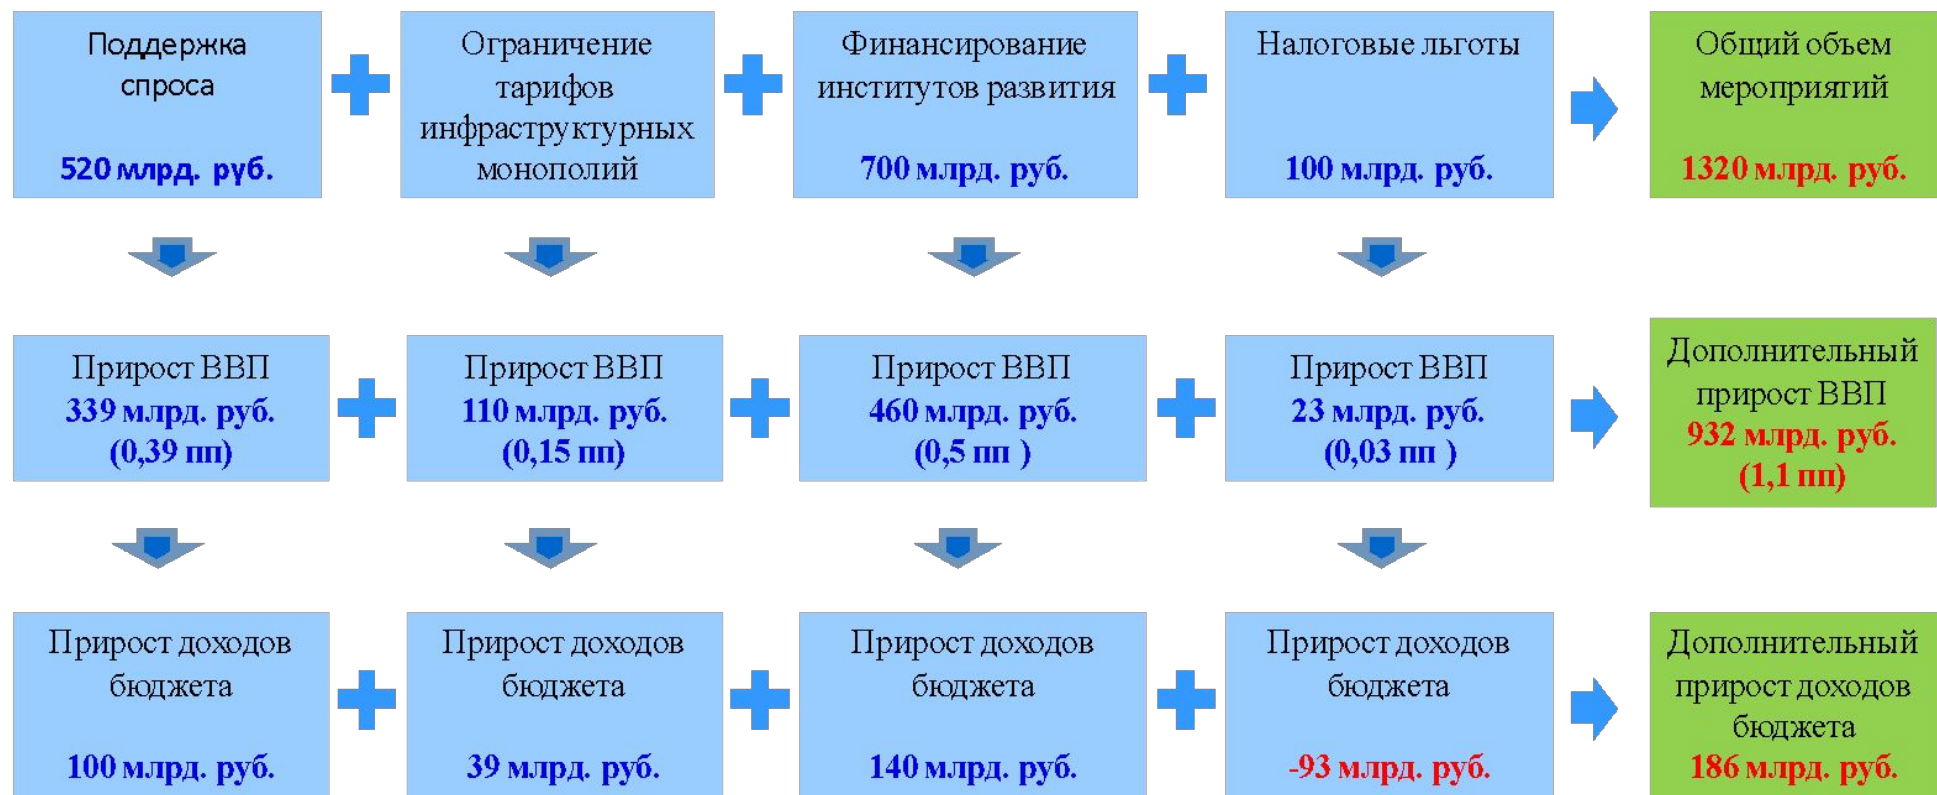 Поддержка
спроса
520 млрд. руб.
Ограничение
тарифов
инфраструктурных
монополий
Финансирование
институтов развития
700 млрд. руб.
Налоговые льготы
100 млрд. руб.
Общий объем
мероприятий
1320 млрд. руб.
Прирост ВВП
339 млрд. руб.
(0,39 пп)
Прирост ВВП
110 млрд. руб.
(0,15 пп)
Прирост ВВП
460 млрд. руб.
(0,5 пп )
Прирост ВВП
23 млрд. руб.
(0,03 пп )
Дополнительный
прирост ВВП
932 млрд. руб.
(1,1 пп)
Прирост доходов
бюджета
100 млрд. руб.
Прирост доходов
бюджета
39 млрд. руб.
Прирост доходов
бюджета
140 млрд. руб.
Прирост доходов
бюджета
-93 млрд. руб.
Дополнительный
прирост доходов
бюджета
186 млрд. руб.